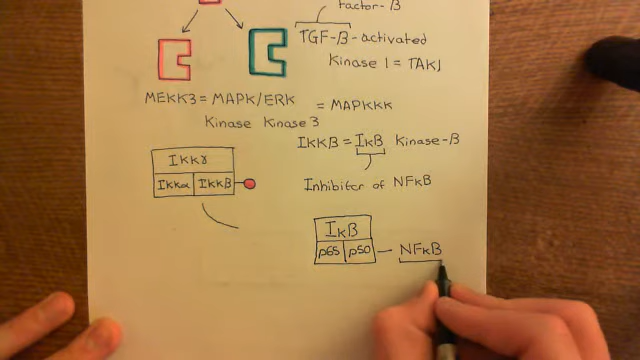 factor-β
TGF-β-activated
Kinase 1 = TAK1
MEKK3 = MAPK/ERK = MAPKKK
Kinase Kinase 3
IKKβ = IκB Kinase-β
Ikkγ
Ikkα Ikkβ
Inhibitor of NFκB
IκB
p65 p50 — NFκB